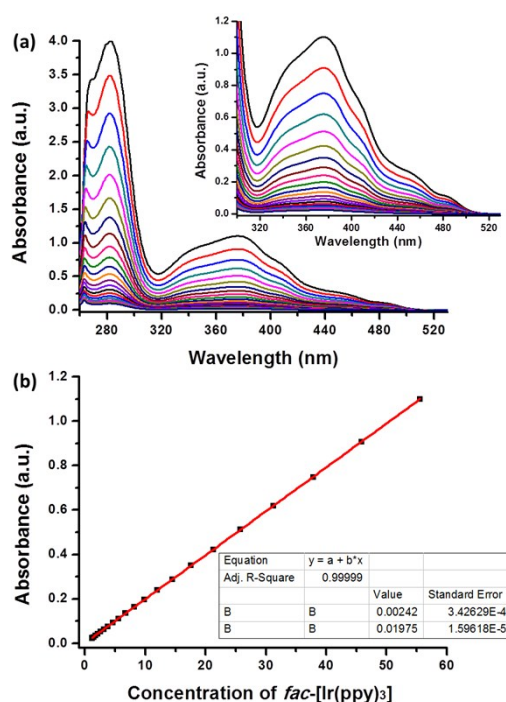 (a)
4.0
3.5
3.0
2.5
2.0
1.5
1.0
0.5
0.0
Absorbance (a.u.)
280 320 360 400 440 480 520
Wavelength (nm)
1.2
1.0
0.8
0.6
0.4
0.2
0.0
Absorbance (a.u.)
320 360 400 440 480 520
Wavelength (nm)
(b)
1.2
1.0
0.8
0.6
0.4
0.2
0.0
Absorbance (a.u.)
Equation y = a + b*x
Adj. R-Square 0.99999
Value Standard Error
B B 0.00242 3.42629E-4
B B 0.01975 1.59618E-5
0 10 20 30 40 50 60
Concentration of fac-[Ir(ppy)3]